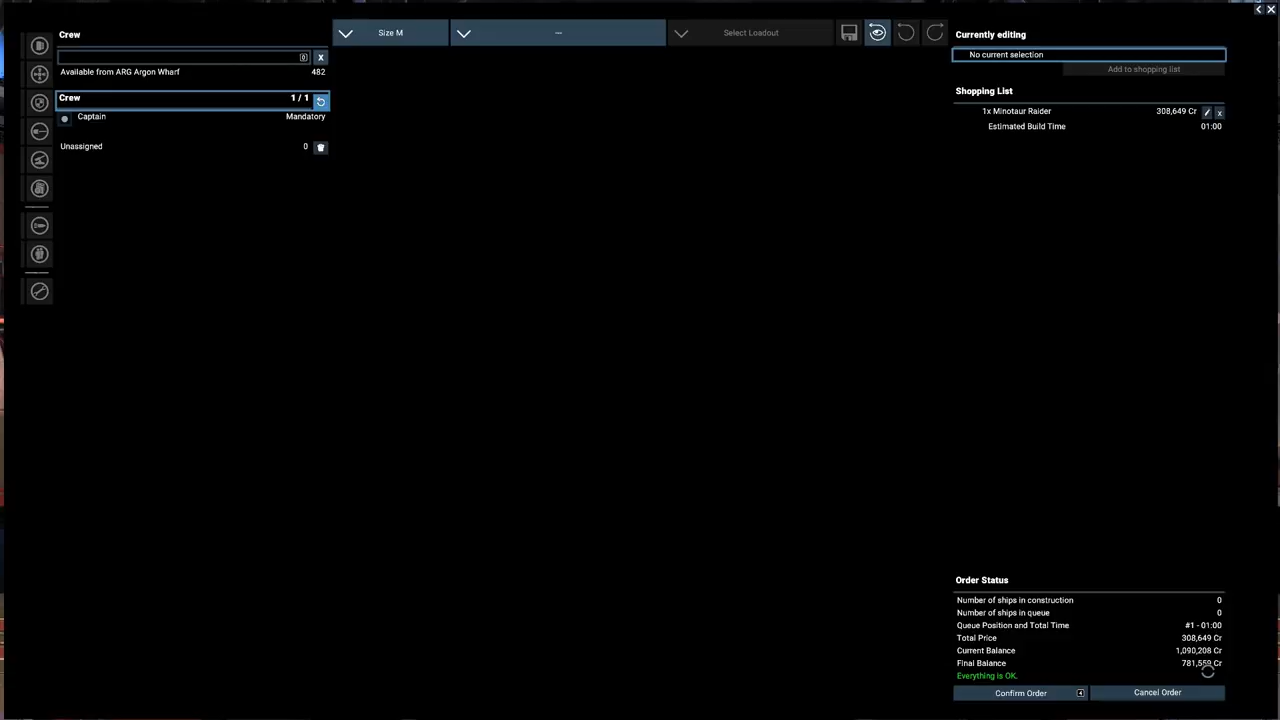 Crew
0
X
Available from ARG Argon Wharf 482
Crew 1 / 1
Captain Mandatory
Unassigned 0
Size M
--
Select Loadout
Currently editing
No current selection
Add to shopping list
Shopping List
1x Minotaur Raider 308,649 Cr
x
Estimated Build Time 01:00
Order Status
Number of ships in construction 0
Number of ships in queue 0
Queue Position and Total Time #1 - 01:00
Total Price 308,649 Cr
Current Balance 1,090,208 Cr
Final Balance 781,559 Cr
Everything is OK.
Confirm Order
Cancel Order